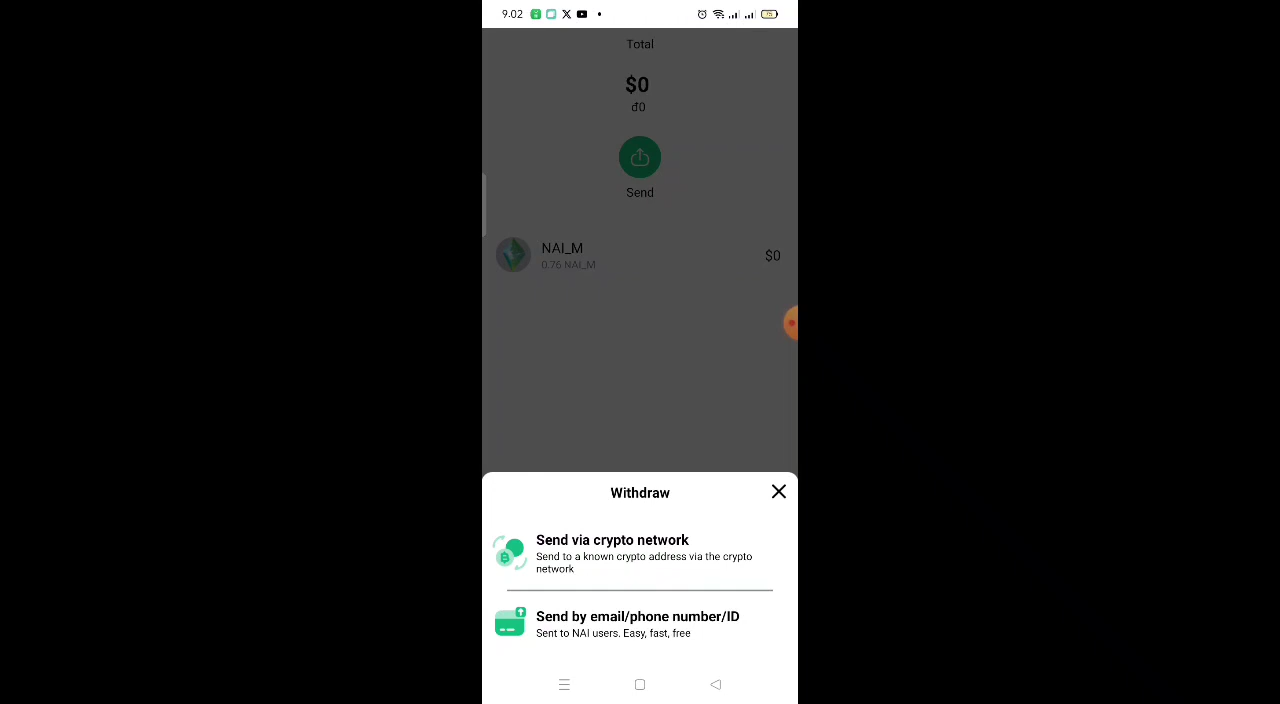 9.02
75
Total
$0
đ0
Send
NAI_M
$0
0.76 NAI_M
Withdraw
Send via crypto network
Send to a known crypto address via the crypto
network
Send by email/phone number/ID
Sent to NAI users. Easy, fast, free